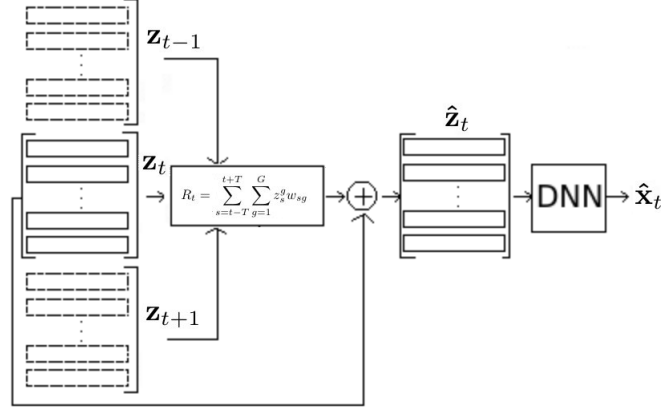 z_{t−1}
ẑ_t
z_t
R_t = \sum_{s=t−T}^{t+T} \sum_{g=1}^{G} z_s^g w_{sg}
+
DNN
x̂_t
z_{t+1}